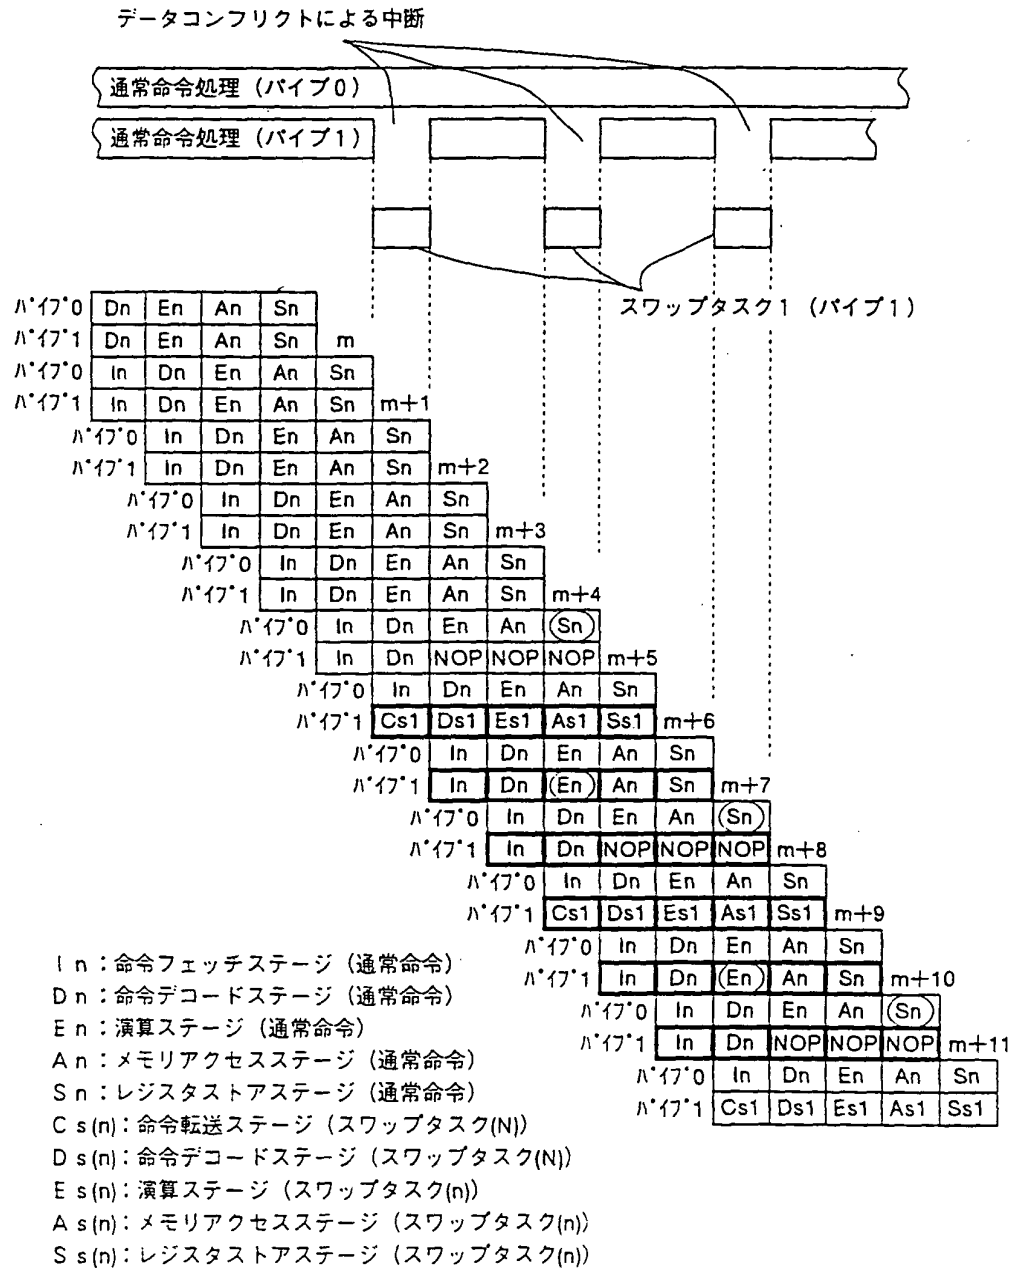 データコンフリクトによる中断
通常命令処理（パイプ0）
通常命令処理（パイプ1）
スワップタスク1（パイプ1）
パイプ0 Dn En An Sn
パイプ1 Dn En An Sn m
パイプ0 In Dn En An Sn
パイプ1 In Dn En An Sn m+1
パイプ0 In Dn En An Sn
パイプ1 In Dn En An Sn m+2
パイプ0 In Dn En An Sn
パイプ1 In Dn En An Sn m+3
パイプ0 In Dn En An Sn
パイプ1 In Dn En An Sn m+4
パイプ0 In Dn En An Sn
パイプ1 In Dn NOP NOP NOP m+5
パイプ0 In Dn En An Sn
パイプ1 Cs1 Ds1 Es1 As1 Ss1 m+6
パイプ0 In Dn En An Sn
パイプ1 In Dn En An Sn m+7
パイプ0 In Dn En An Sn
パイプ1 In Dn NOP NOP NOP m+8
パイプ0 In Dn En An Sn
パイプ1 Cs1 Ds1 Es1 As1 Ss1 m+9
パイプ0 In Dn En An Sn
パイプ1 In Dn En An Sn m+10
パイプ0 In Dn En An Sn
パイプ1 In Dn NOP NOP NOP m+11
パイプ0 In Dn En An Sn
パイプ1 Cs1 Ds1 Es1 As1 Ss1
In：命令フェッチステージ（通常命令）
Dn：命令デコードステージ（通常命令）
En：演算ステージ（通常命令）
An：メモリアクセスステージ（通常命令）
Sn：レジスタストアステージ（通常命令）
Cs(n)：命令転送ステージ（スワップタスク(N)）
Ds(n)：命令デコードステージ（スワップタスク(N)）
Es(n)：演算ステージ（スワップタスク(n)）
As(n)：メモリアクセスステージ（スワップタスク(n)）
Ss(n)：レジスタストアステージ（スワップタスク(n)）